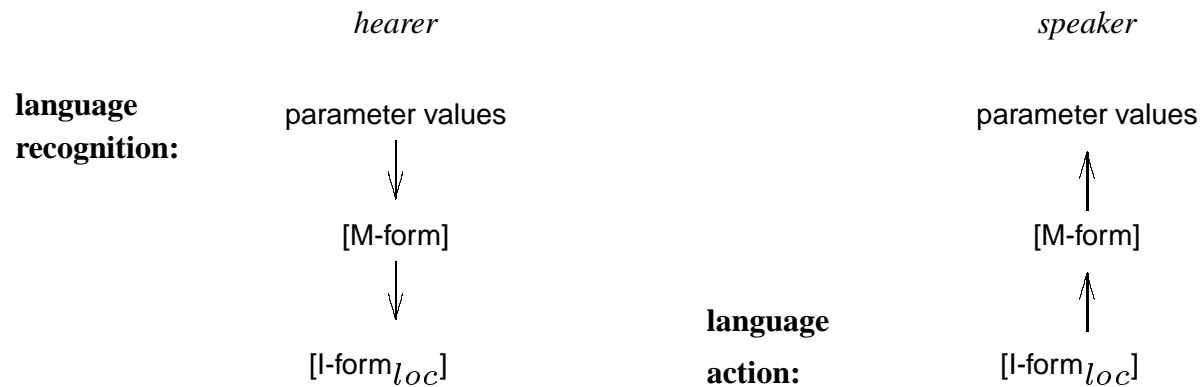 hearer speaker
language recognition: parameter values parameter values
[M-form] [M-form]
language action: [I-form_loc] [I-form_loc]